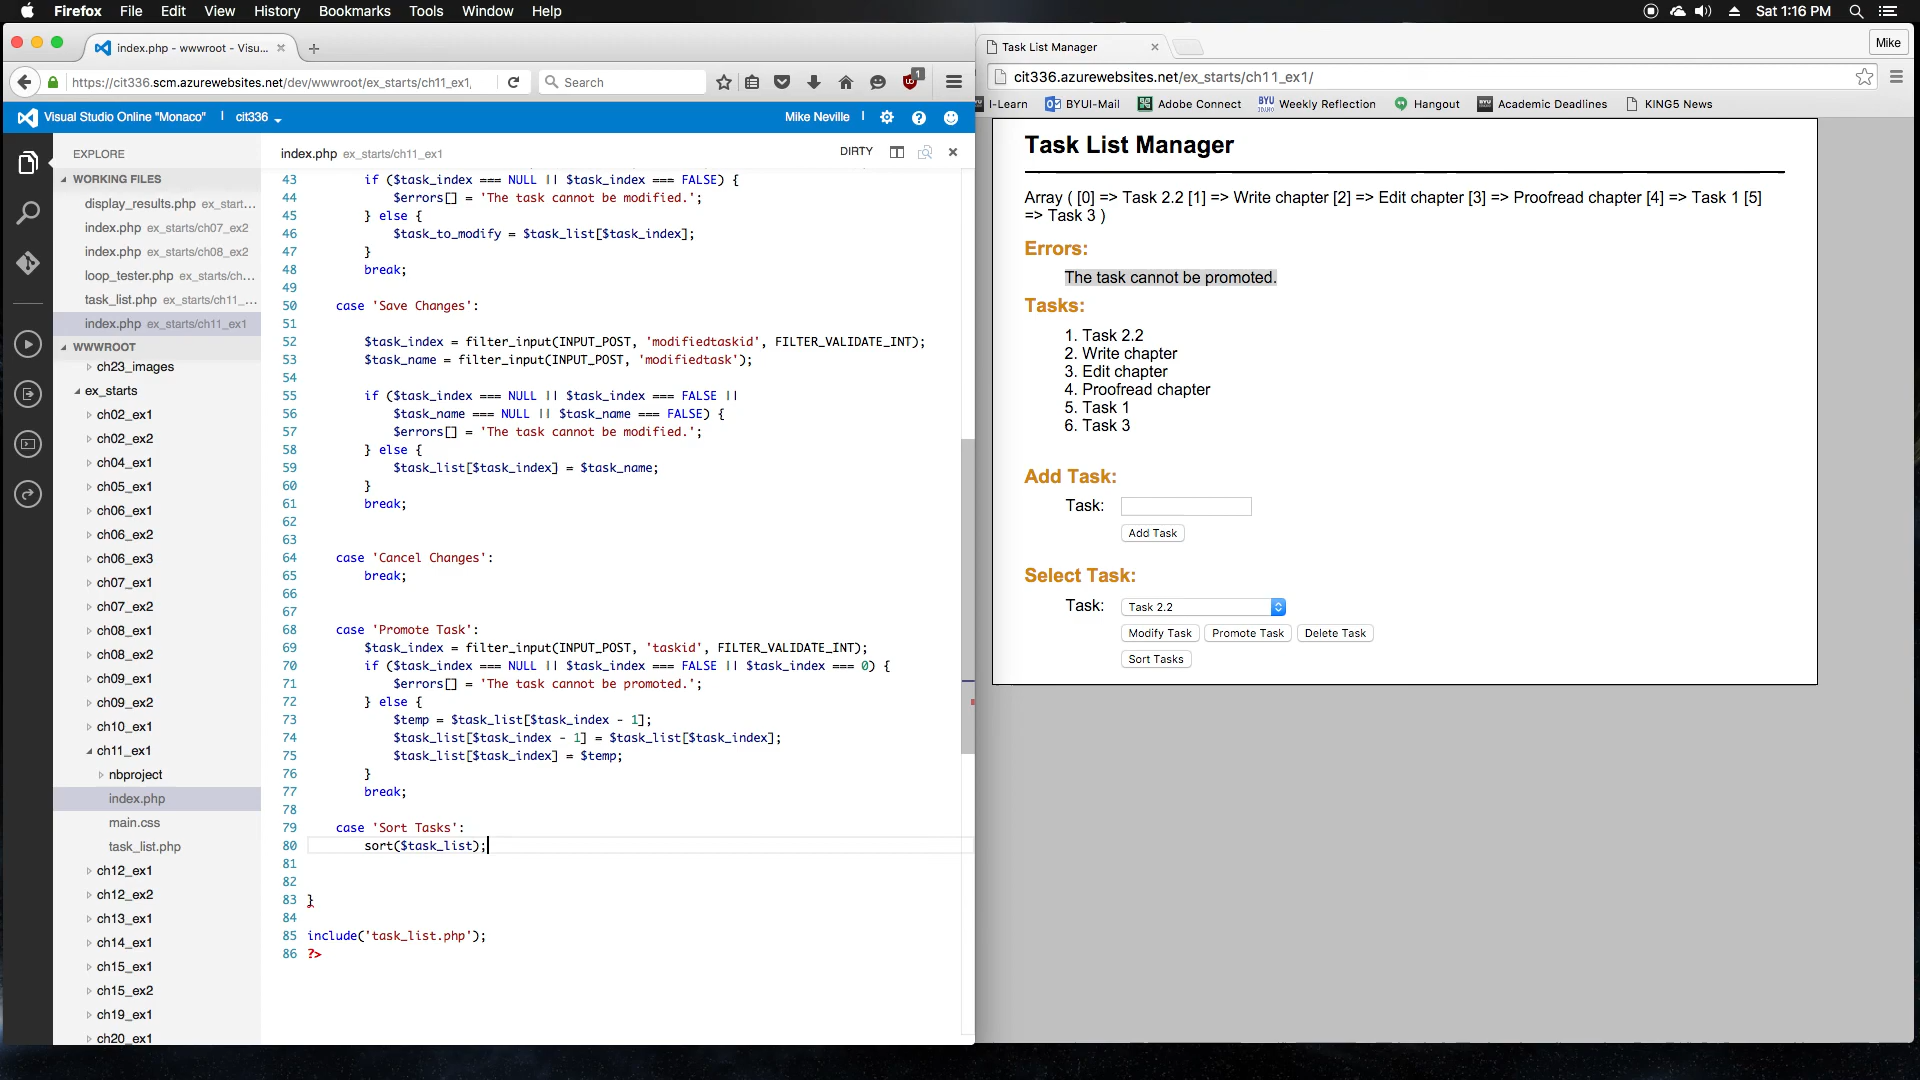 Firefox File Edit View History Bookmarks Tools Window Help
Sat 1:16 PM
index.php - wwwroot - Visu...
https://cit336.scm.azurewebsites.net/dev/wwwroot/ex_starts/ch11_ex1,
Search
1
Visual Studio Online "Monaco" cit336
Mike Neville
EXPLORE
WORKING FILES
display_results.php ex_start...
index.php ex_starts/ch07_ex2
index.php ex_starts/ch08_ex2
loop_tester.php ex_starts/ch...
task_list.php ex_starts/ch11_...
index.php ex_starts/ch11_ex1
WWWROOT
ch23_images
ex_starts
ch02_ex1
ch02_ex2
ch04_ex1
ch05_ex1
ch06_ex1
ch06_ex2
ch06_ex3
ch07_ex1
ch07_ex2
ch08_ex1
ch08_ex2
ch09_ex1
ch09_ex2
ch10_ex1
ch11_ex1
nbproject
index.php
main.css
task_list.php
ch12_ex1
ch12_ex2
ch13_ex1
ch14_ex1
ch15_ex1
ch15_ex2
ch19_ex1
ch20_ex1
index.php ex_starts/ch11_ex1
DIRTY
43 if ($task_index === NULL || $task_index === FALSE) {
44 $errors[] = 'The task cannot be modified.';
45 } else {
46 $task_to_modify = $task_list[$task_index];
47 }
48 break;
49
50 case 'Save Changes':
51
52 $task_index = filter_input(INPUT_POST, 'modifiedtaskid', FILTER_VALIDATE_INT);
53 $task_name = filter_input(INPUT_POST, 'modifiedtask');
54
55 if ($task_index === NULL || $task_index === FALSE ||
56 $task_name === NULL || $task_name === FALSE) {
57 $errors[] = 'The task cannot be modified.';
58 } else {
59 $task_list[$task_index] = $task_name;
60 }
61 break;
62
63
64 case 'Cancel Changes':
65 break;
66
67
68 case 'Promote Task':
69 $task_index = filter_input(INPUT_POST, 'taskid', FILTER_VALIDATE_INT);
70 if ($task_index === NULL || $task_index === FALSE || $task_index === 0) {
71 $errors[] = 'The task cannot be promoted.';
72 } else {
73 $temp = $task_list[$task_index - 1];
74 $task_list[$task_index - 1] = $task_list[$task_index];
75 $task_list[$task_index] = $temp;
76 }
77 break;
78
79 case 'Sort Tasks':
80 sort($task_list);
81
82
83 }
84
85 include('task_list.php');
86 ?>
Task List Manager
Mike
cit336.azurewebsites.net/ex_starts/ch11_ex1/
I-Learn BYUI-Mail Adobe Connect BYU Weekly Reflection Hangout Academic Deadlines KING5 News
Task List Manager
Array ( [0] => Task 2.2 [1] => Write chapter [2] => Edit chapter [3] => Proofread chapter [4] => Task 1 [5]
=> Task 3 )
Errors:
The task cannot be promoted.
Tasks:
1. Task 2.2
2. Write chapter
3. Edit chapter
4. Proofread chapter
5. Task 1
6. Task 3
Add Task:
Task:
Add Task
Select Task:
Task: Task 2.2
Modify Task Promote Task Delete Task
Sort Tasks